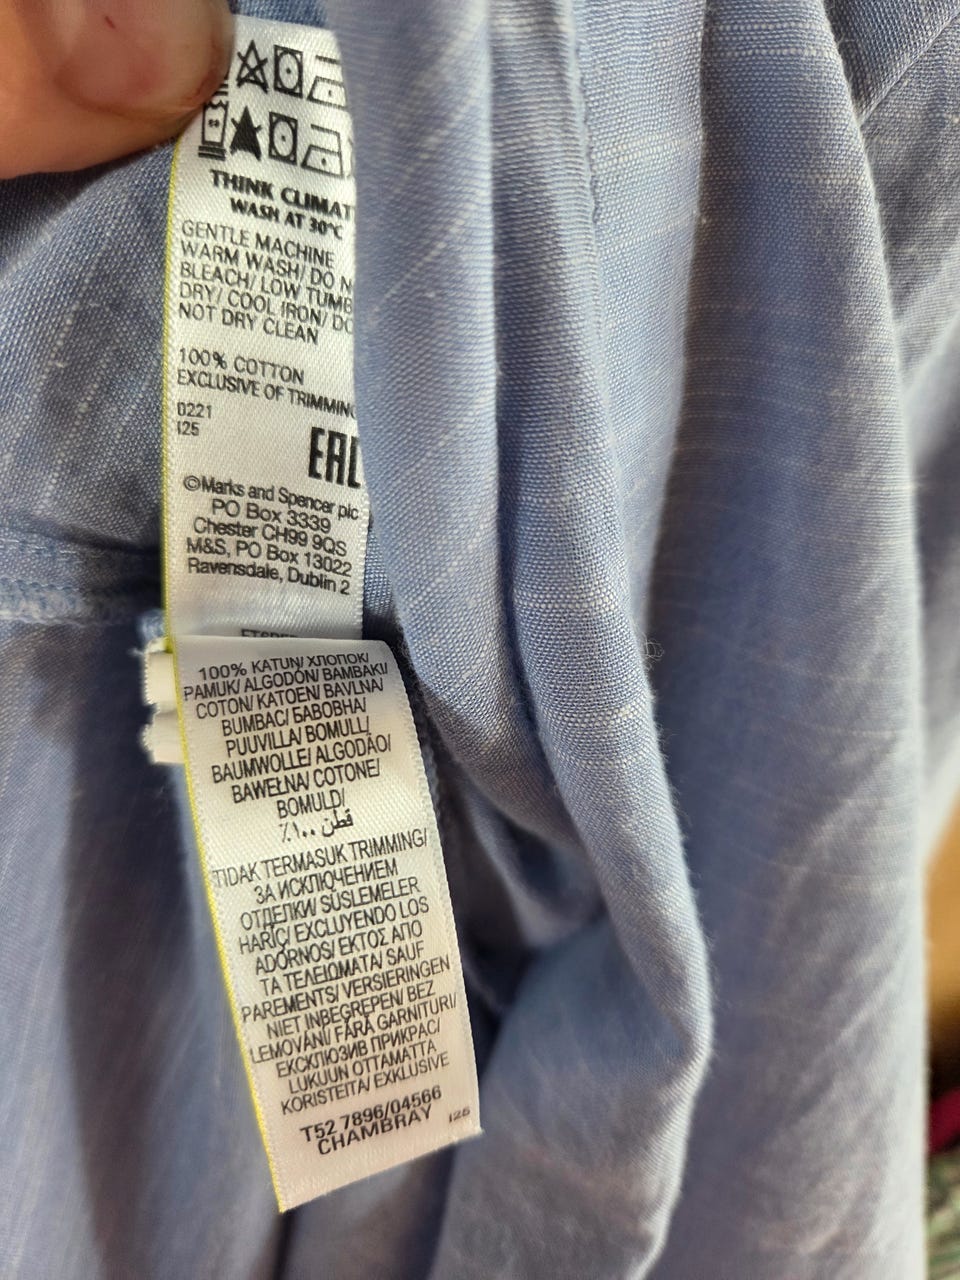 THINK CLIMAT
WASH AT 30°C
GENTLE MACHINE
WARM WASH/ DO N
BLEACH/ LOW TUMB
DRY/ COOL IRON/ DO
NOT DRY CLEAN
100% COTTON
EXCLUSIVE OF TRIMMING
0221
I25
EAC
©Marks and Spencer plc
PO Box 3339
Chester CH99 9QS
M&S, PO Box 13022
Ravensdale, Dublin 2
100% KATUN/ ХЛОПОК/
PAMUK/ ALGODÓN/ ΒΑΜΒΑΚΙ/
COTON/ KATOEN/ BAVLNA/
BUMBAC/ БАВОВНА/
PUUVILLA/ BOMULL/
BAUMWOLLE/ ALGODÃO/
BAWEŁNA/ COTONE/
BOMULD/
قطن ١٠٠٪
TIDAK TERMASUK TRIMMING/
ЗА ИСКЛЮЧЕНИЕМ
ОТДЕЛКИ/ SÜSLEMELER
HARİÇ/ EXCLUYENDO LOS
ADORNOS/ ΕΚΤΟΣ ΑΠΟ
ΤΑ ΤΕΛΕΙΩΜΑΤΑ/ SAUF
PAREMENTS/ VERSIERINGEN
NIET INBEGREPEN/ BEZ
LEMOVÁNÍ/ FĂRĂ GARNITURI/
ЕКСКЛЮЗИВ ПРИКРАС/
LUKUUN OTTAMATTA
KORISTEITA/ EXKLUSIVE
T52 7896/04566
CHAMBRAY I25